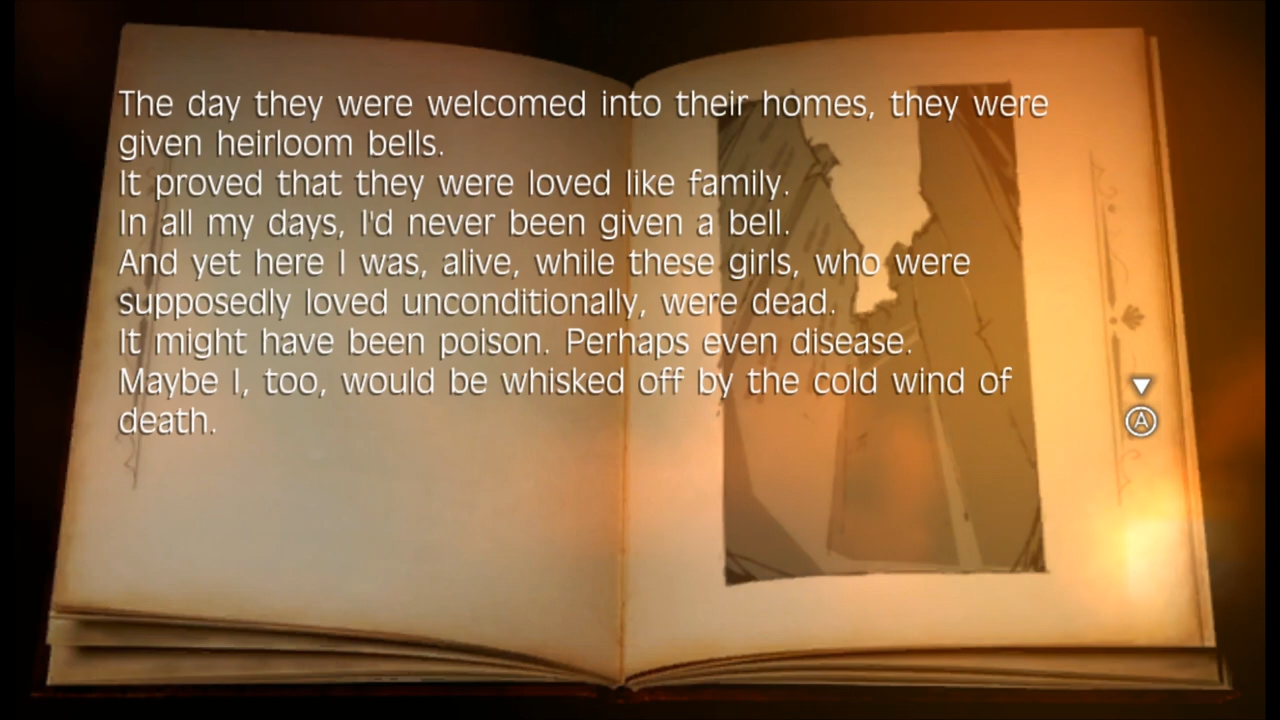 The day they were welcomed into their homes, they were
given heirloom bells.
It proved that they were loved like family.
In all my days, I'd never been given a bell.
And yet here I was, alive, while these girls, who were
supposedly loved unconditionally, were dead.
It might have been poison. Perhaps even disease.
Maybe I, too, would be whisked off by the cold wind of
death.
A